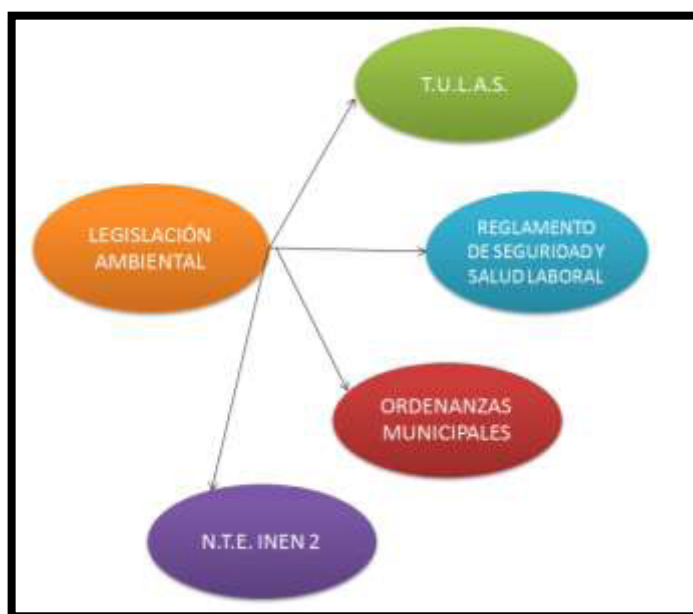 T.U.L.A.S.
LEGISLACIÓN
AMBIENTAL
REGLAMENTO
DE SEGURIDAD Y
SALUD LABORAL
ORDENANZAS
MUNICIPALES
N.T.E. INEN 2